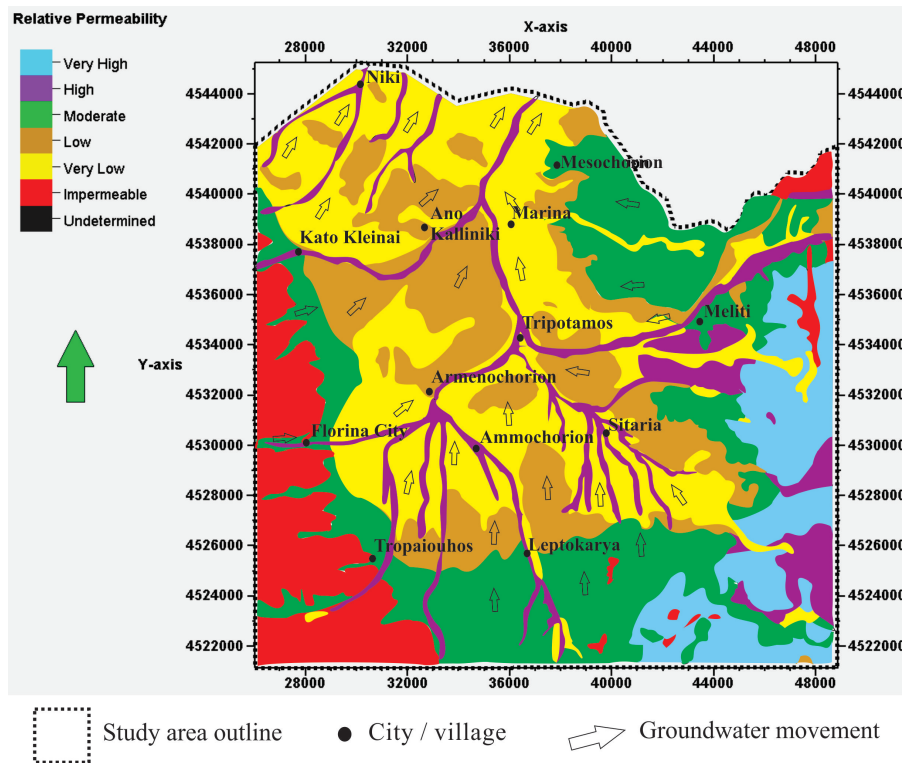 Relative Permeability
Very High
High
Moderate
Low
Very Low
Impermeable
Undetermined
X-axis
28000 32000 36000 40000 44000 48000
4544000 4544000
4542000 4542000
4540000 4540000
4538000 4538000
4536000 4536000
4534000 4534000
4532000 4532000
4530000 4530000
4528000 4528000
4526000 4526000
4524000 4524000
4522000 4522000
Y-axis
Niki
Mesochorion
Ano
Kalliniki
Marina
Kato Kleinai
Meliti
Tripotamos
Armenochorion
Florina City
Ammochorion
Sitaria
Tropaiouhos
Leptokarya
28000 32000 36000 40000 44000 48000
Study area outline
City / village
Groundwater movement